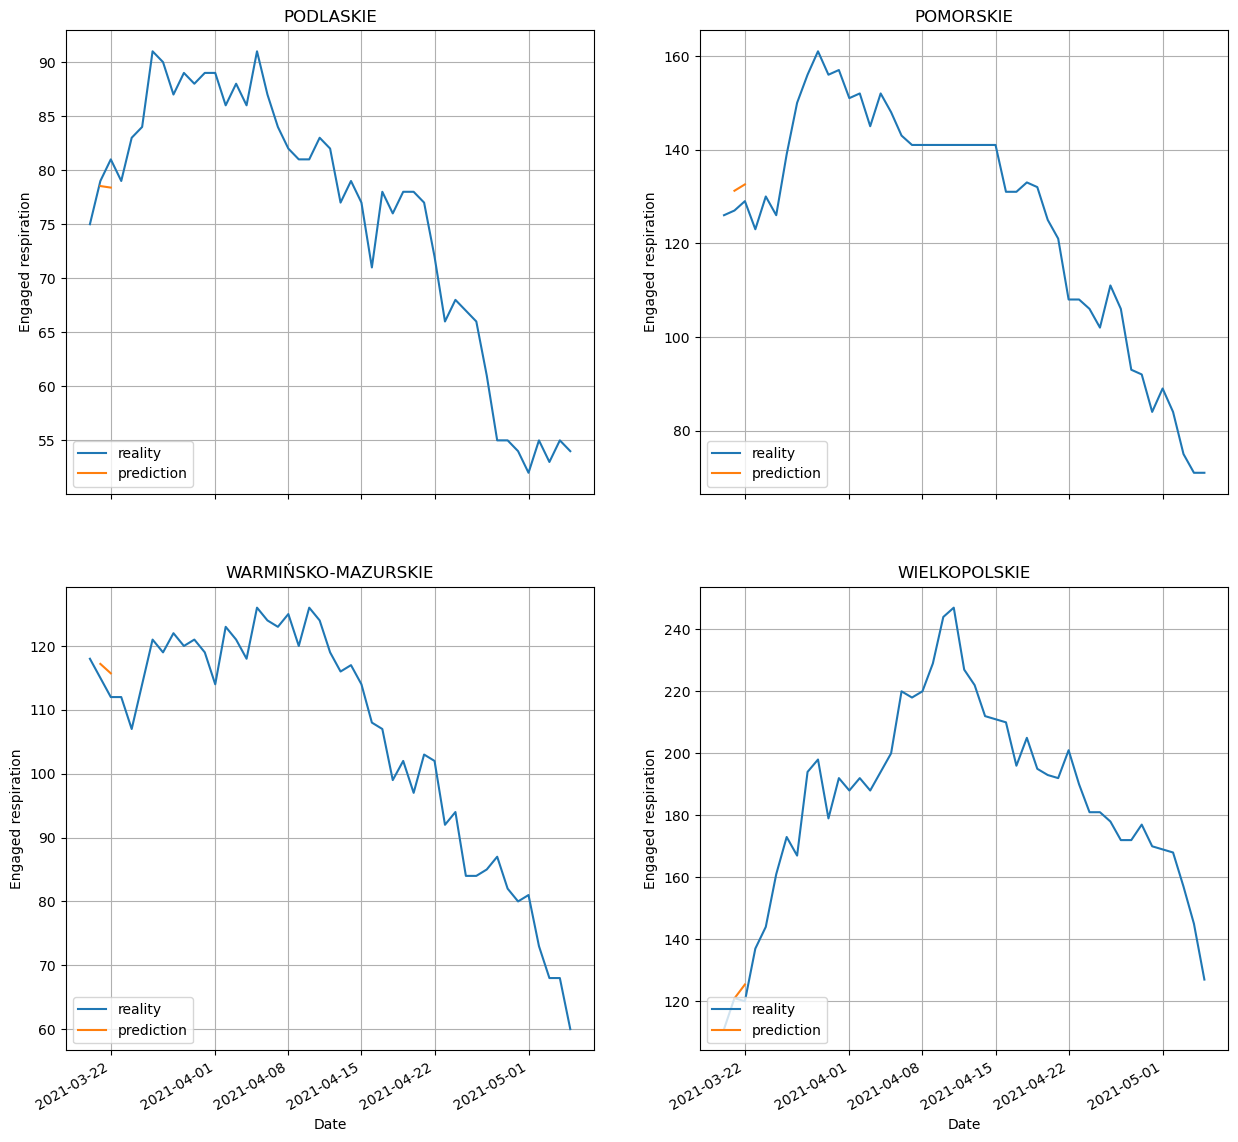 PODLASKIE
Engaged respiration
90
85
80
75
70
65
60
55
reality
prediction
POMORSKIE
Engaged respiration
160
140
120
100
80
reality
prediction
WARMIŃSKO-MAZURSKIE
Engaged respiration
120
110
100
90
80
70
60
reality
prediction
2021-03-22
2021-04-01
2021-04-08
2021-04-15
2021-04-22
2021-05-01
Date
WIELKOPOLSKIE
Engaged respiration
240
220
200
180
160
140
120
reality
prediction
2021-03-22
2021-04-01
2021-04-08
2021-04-15
2021-04-22
2021-05-01
Date